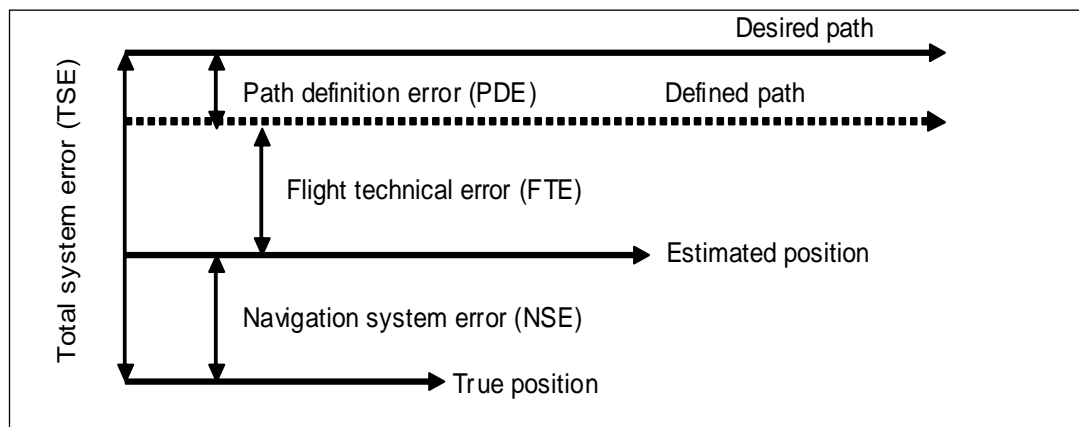 Desired path
Path definition error (PDE)
Defined path
Total system error (TSE)
Flight technical error (FTE)
Estimated position
Navigation system error (NSE)
True position